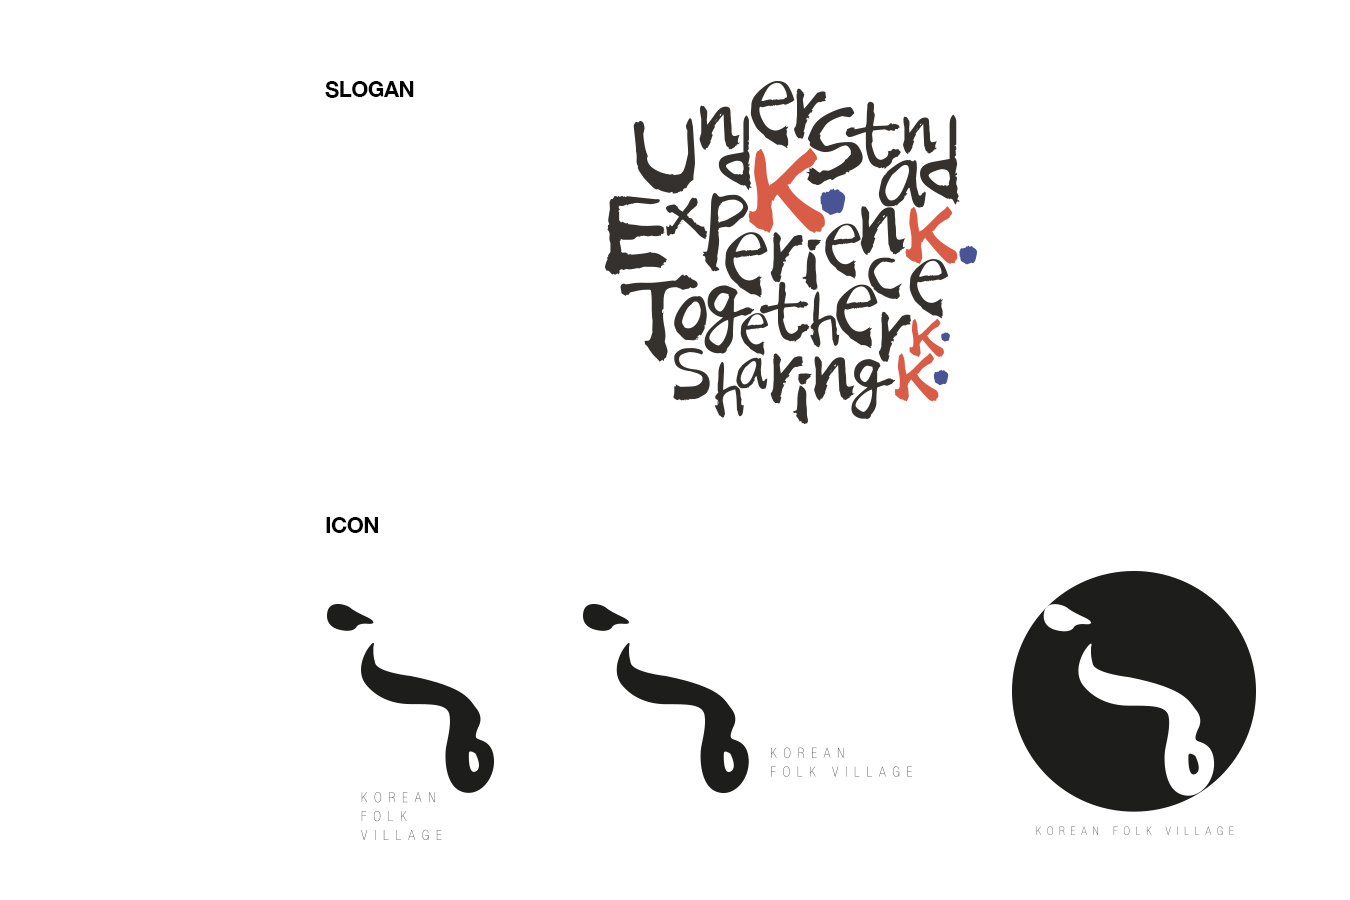 SLOGAN
Understand K.
Experience K.
Together K.
Sharing K.
ICON
KOREAN
FOLK
VILLAGE
KOREAN
FOLK VILLAGE
KOREAN FOLK VILLAGE